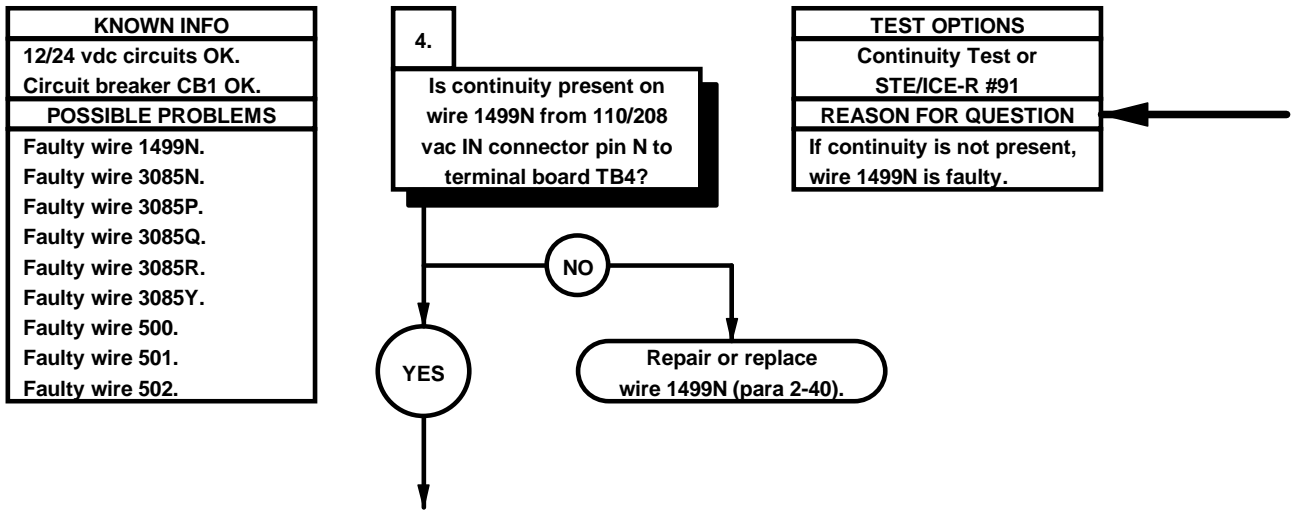 KNOWN INFO
12/24 vdc circuits OK.
Circuit breaker CB1 OK.
POSSIBLE PROBLEMS
Faulty wire 1499N.
Faulty wire 3085N.
Faulty wire 3085P.
Faulty wire 3085Q.
Faulty wire 3085R.
Faulty wire 3085Y.
Faulty wire 500.
Faulty wire 501.
Faulty wire 502.
4.
Is continuity present on
wire 1499N from 110/208
vac IN connector pin N to
terminal board TB4?
NO
YES
Repair or replace
wire 1499N (para 2-40).
TEST OPTIONS
Continuity Test or
STE/ICE-R #91
REASON FOR QUESTION
If continuity is not present,
wire 1499N is faulty.